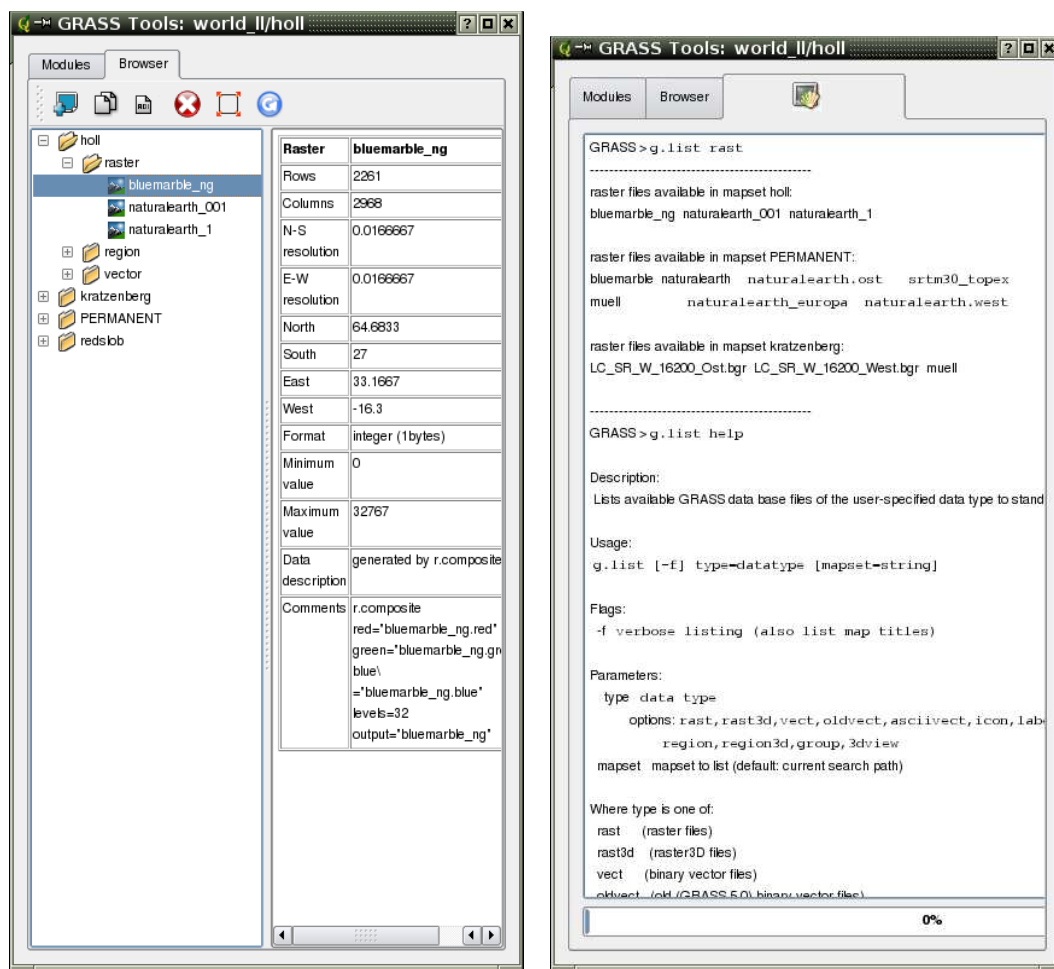 GRASS Tools: world_ll/holl
Modules Browser
holl
raster
bluemarble_ng
naturalearth_001
naturalearth_1
region
vector
kratzenberg
PERMANENT
redslob
Raster bluemarble_ng
Rows 2261
Columns 2968
N-S
resolution
0.0166667
E-W
resolution
0.0166667
North 64.6833
South 27
East 33.1667
West -16.3
Format integer (1bytes)
Minimum
value
0
Maximum
value
32767
Data
description
generated by r.composite
Comments r.composite
red="bluemarble_ng.red"
green="bluemarble_ng.gr
blue\
="bluemarble_ng.blue"
levels=32
output="bluemarble_ng"
GRASS Tools: world_ll/holl
Modules Browser
GRASS>g.list rast
----------------------------------------------
raster files available in mapset holl:
bluemarble_ng naturalearth_001 naturalearth_1
raster files available in mapset PERMANENT:
bluemarble naturalearth naturalearth.ost srtm30_topex
muell naturalearth_europa naturalearth.west
raster files available in mapset kratzenberg:
LC_SR_W_16200_Ost.bgr LC_SR_W_16200_West.bgr muell
----------------------------------------------
GRASS>g.list help
Description:
Lists available GRASS data base files of the user-specified data type to stand
Usage:
g.list [-f] type=datatype [mapset=string]
Flags:
-f verbose listing (also list map titles)
Parameters:
type data type
options: rast,rast3d,vect,oldvect,asciivect,icon,lab
region,region3d,group,3dview
mapset mapset to list (default: current search path)
Where type is one of:
rast (raster files)
rast3d (raster3D files)
vect (binary vector files)
oldvect (old (GRASS 5.0) binary vector files)
0%